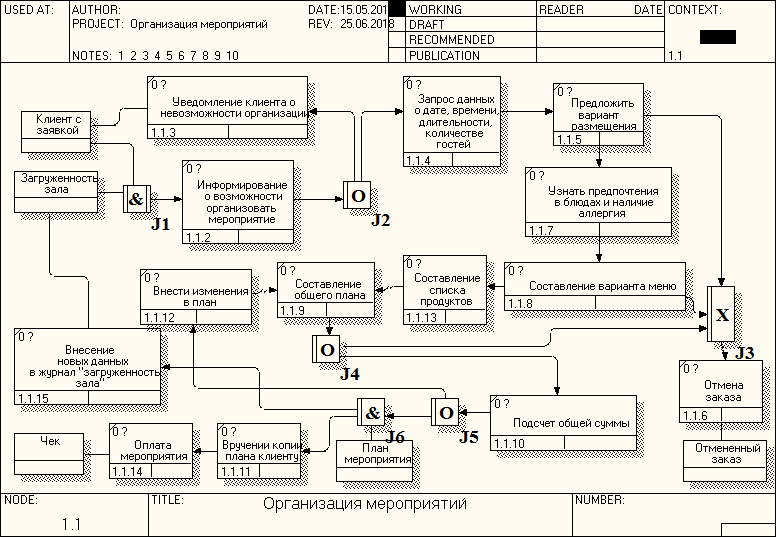 USED AT:
AUTHOR:
DATE:15.05.201
REV: 25.06.2018
PROJECT: Организация мероприятий
NOTES: 1 2 3 4 5 6 7 8 9 10
WORKING
DRAFT
RECOMMENDED
PUBLICATION
READER
DATE
CONTEXT:
1.1
Клиент с
заявкой
0 ?
Уведомление клиента о
невозможности организации
1.1.3
0 ?
Запрос данных
о дате, времени,
длительности,
количестве
гостей
1.1.4
0 ?
Предложить
вариант
размещения
1.1.5
Загруженность
зала
&
J1
0 ?
Информирование
о возможности
организовать
мероприятие
1.1.2
O
J2
0 ?
Узнать предпочтения
в блюдах и наличие
аллергия
1.1.7
0 ?
Внести изменения
в план
1.1.12
0 ?
Составление
общего плана
1.1.9
0 ?
Составление
списка
продуктов
1.1.13
0 ?
Составление варианта меню
1.1.8
X
J3
O
J4
0 ?
Внесение
новых данных
в журнал "загруженность
зала"
1.1.15
0 ?
Отмена
заказа
1.1.6
0 ?
Подсчет общей суммы
1.1.10
O
J5
&
J6
План
мероприятия
0 ?
Вручении копии
плана клиенту
1.1.11
0 ?
Оплата
мероприятия
1.1.14
Чек
Отмененный
заказ
NODE:
1.1
TITLE:
Организация мероприятий
NUMBER: